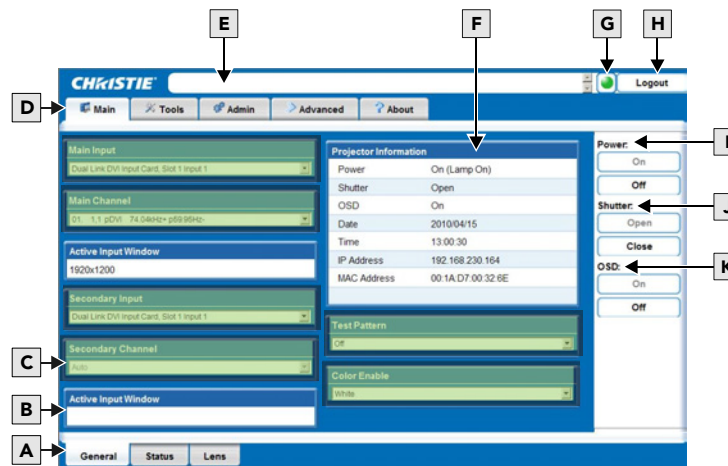 E
F
G
H
CHRISTIE
Logout
D
Main
Tools
Admin
Advanced
About
Main Input
Dual Link DVI Input Card, Slot 1 Input 1
Main Channel
01. 1,1 pDVI 74.04kHz+ p59.95Hz-
Active Input Window
1920x1200
Secondary Input
Dual Link DVI Input Card, Slot 1 Input 1
C
Secondary Channel
Auto
B
Active Input Window
Projector Information
Power On (Lamp On)
Shutter Open
OSD On
Date 2010/04/15
Time 13:00:30
IP Address 192.168.230.164
MAC Address 00:1A:D7:00:32:6E
Test Pattern
Off
Color Enable
White
Power:
On
Off
Shutter:
J
Open
Close
OSD:
K
On
Off
A
General
Status
Lens